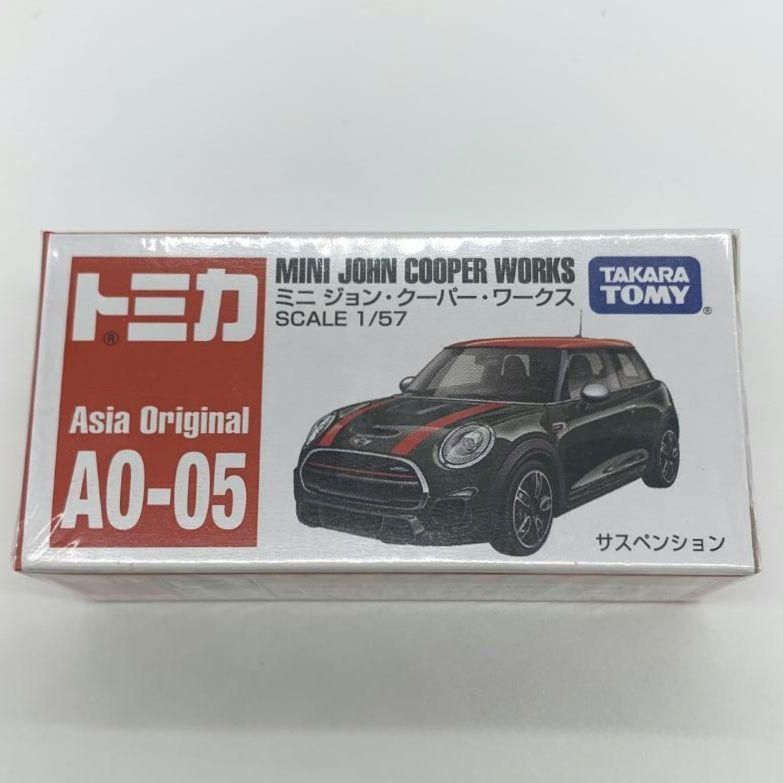 トミカ
®
Asia Original
AO-05
MINI JOHN COOPER WORKS
ミニ ジョン・クーパー・ワークス
SCALE 1/57
TAKARA
TOMY
®
サスペンション